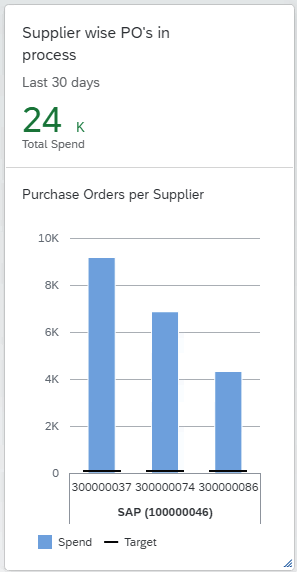 Supplier wise PO's in
process
Last 30 days
24 K
Total Spend
Purchase Orders per Supplier
10K
8K
6K
4K
2K
0
300000037 300000074 300000086
SAP (100000046)
Spend Target